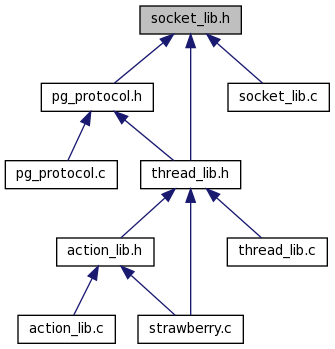 socket_lib.h
pg_protocol.h
socket_lib.c
pg_protocol.c
thread_lib.h
action_lib.h
thread_lib.c
action_lib.c
strawberry.c